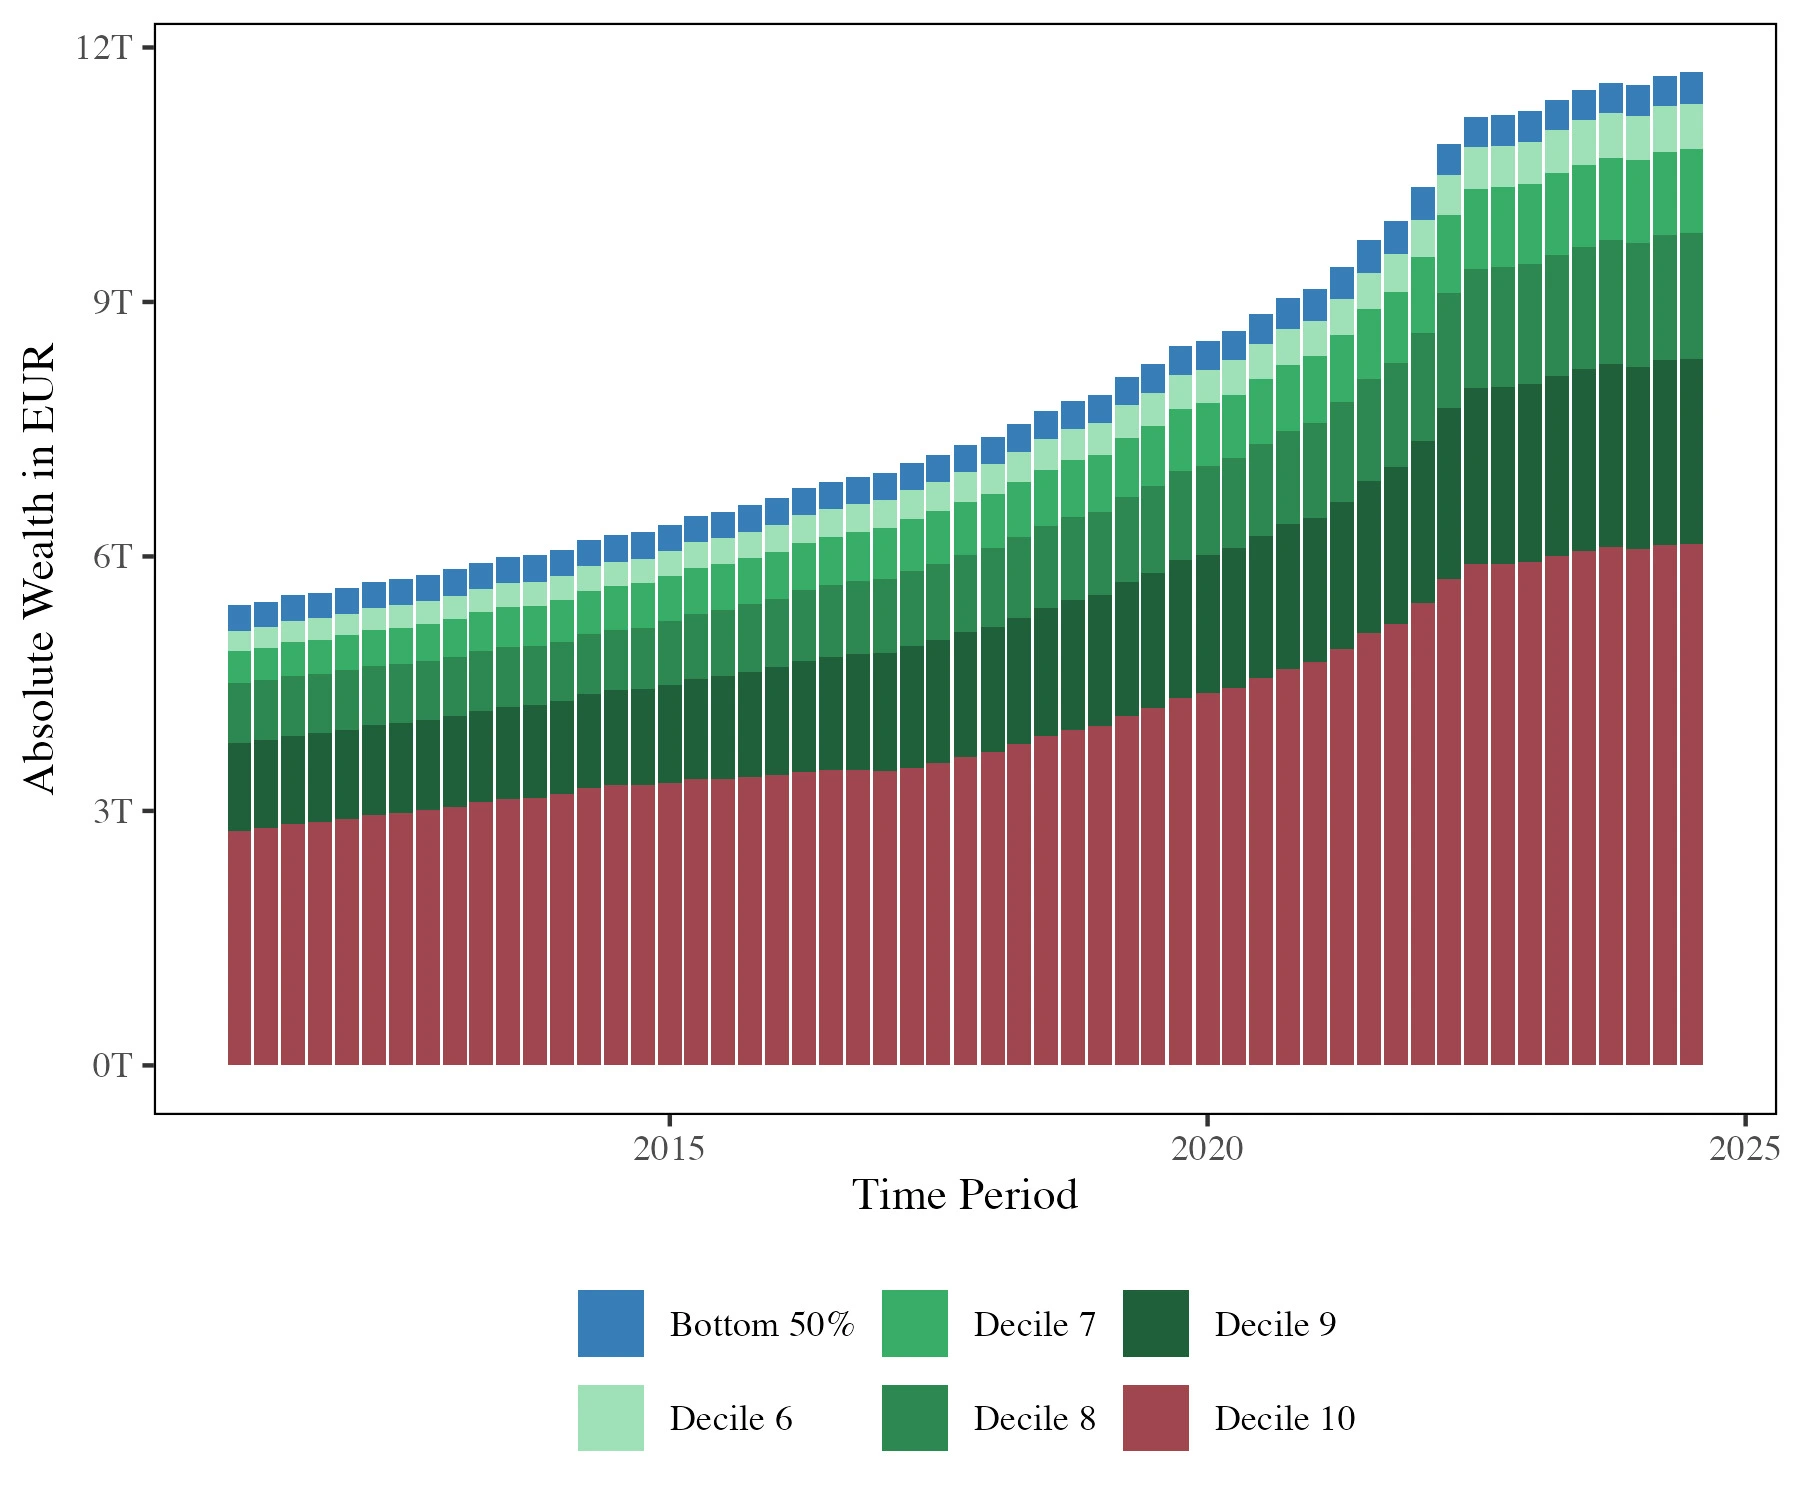 12T
9T
6T
3T
0T
Absolute Wealth in EUR
2015 2020 2025
Time Period
Bottom 50% Decile 7 Decile 9
Decile 6 Decile 8 Decile 10